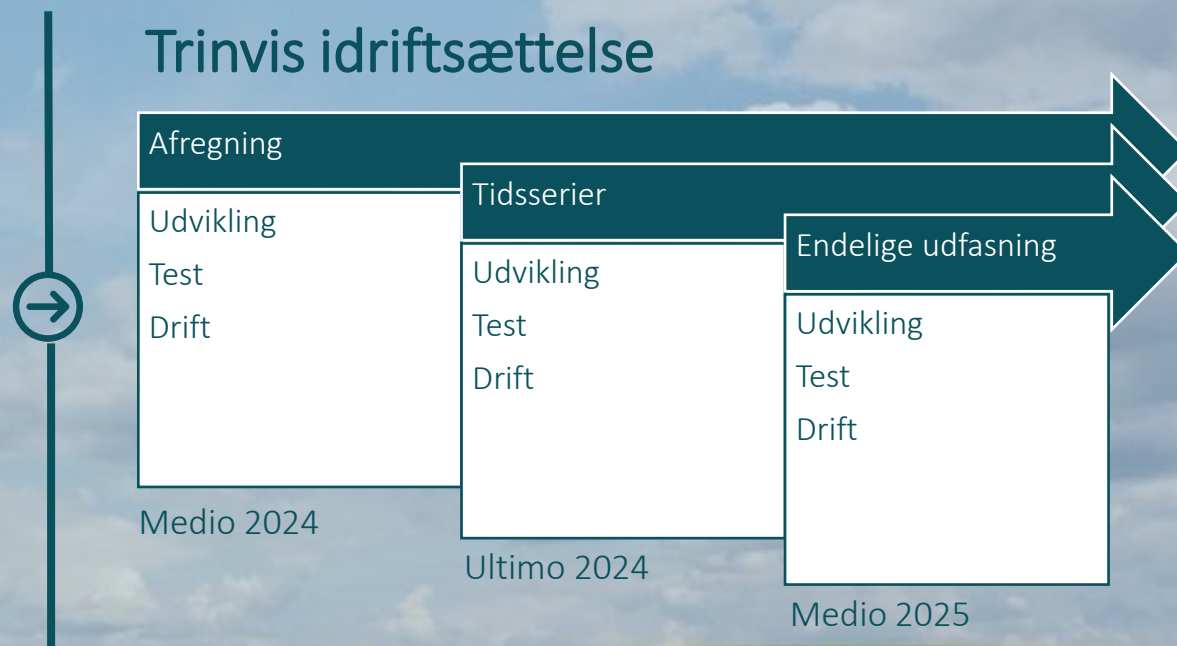 Trinvis idriftsættelse
Afregning
Udvikling
Test
Drift
Medio 2024
Tidsserier
Udvikling
Test
Drift
Ultimo 2024
Endelige udfasning
Udvikling
Test
Drift
Medio 2025